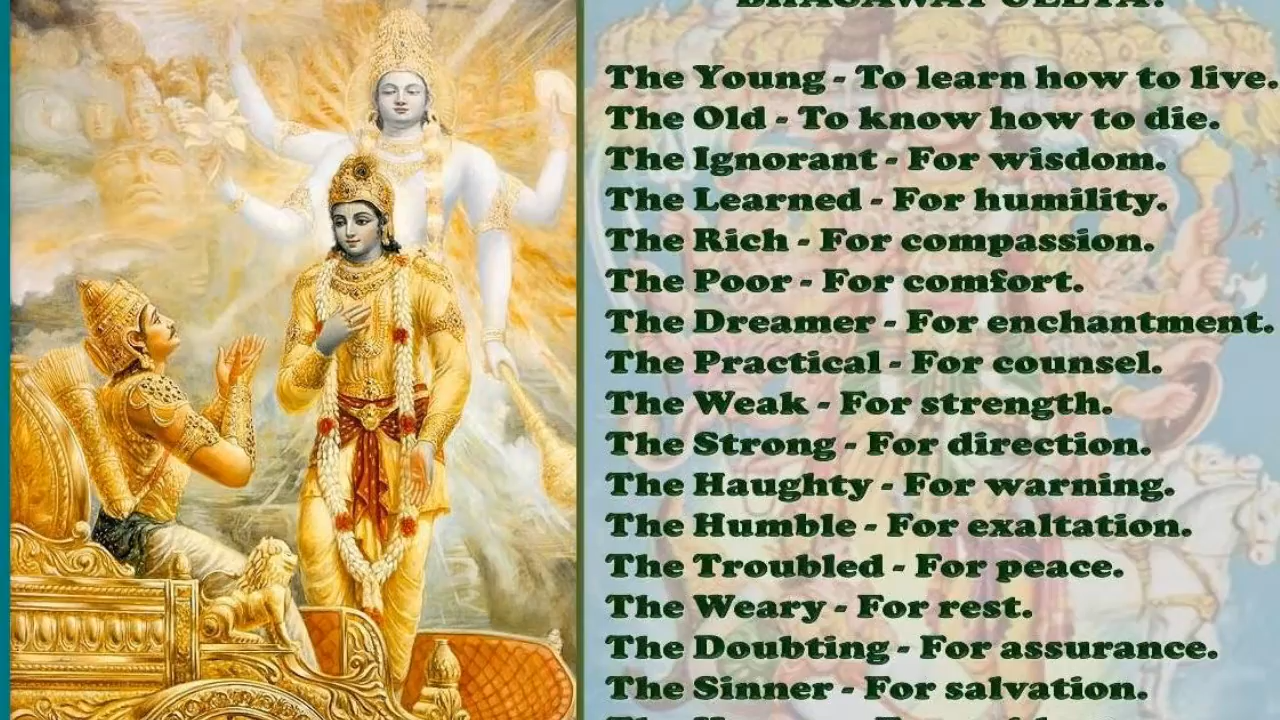 BHAGAWAT GEETA?
The Young - To learn how to live.
The Old - To know how to die.
The Ignorant - For wisdom.
The Learned - For humility.
The Rich - For compassion.
The Poor - For comfort.
The Dreamer - For enchantment.
The Practical - For counsel.
The Weak - For strength.
The Strong - For direction.
The Haughty - For warning.
The Humble - For exaltation.
The Troubled - For peace.
The Weary - For rest.
The Doubting - For assurance.
The Sinner - For salvation.